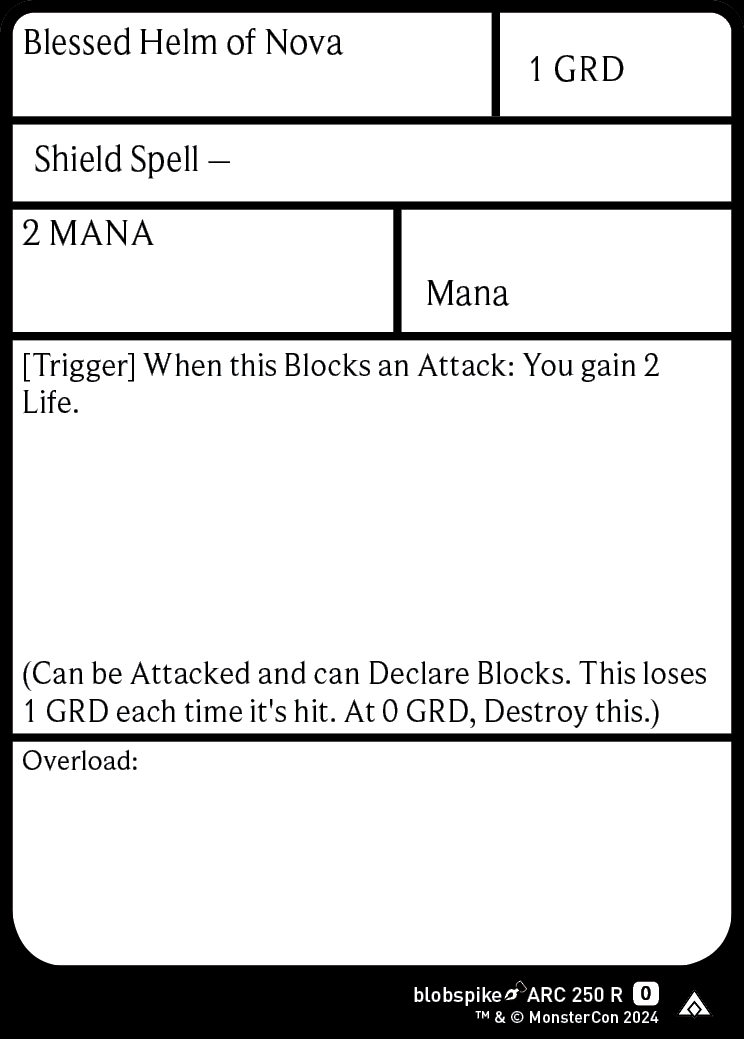 Blessed Helm of Nova
1 GRD
Shield Spell —
2 MANA
Mana
[Trigger] When this Blocks an Attack: You gain 2
Life.
(Can be Attacked and can Declare Blocks. This loses
1 GRD each time it's hit. At 0 GRD, Destroy this.)
Overload:
blobspike ARC 250 R 0
™ & © MonsterCon 2024